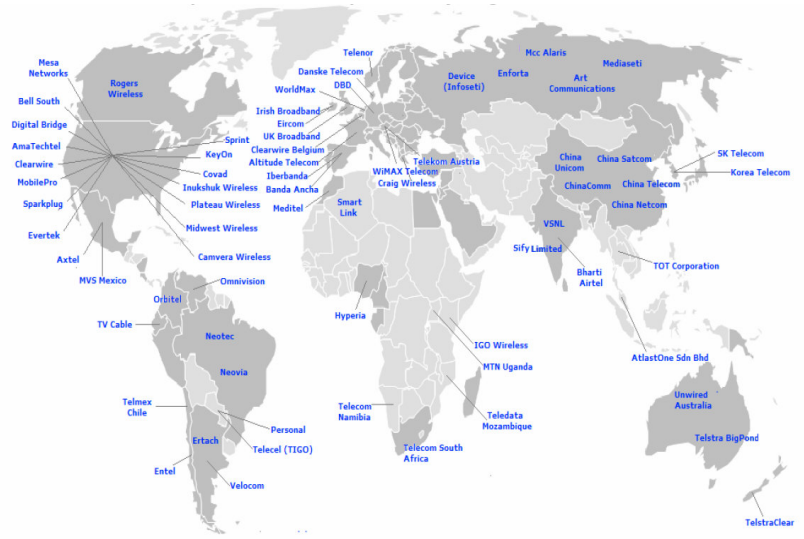 Mesa
Networks
Rogers
Wireless
Bell South
Digital Bridge
AmaTechtel
Clearwire
MobilePro
Sparkplug
Evertek
Axtel
MVS Mexico
Sprint
KeyOn
Covad
Inukshuk Wireless
Plateau Wireless
Midwest Wireless
Camvera Wireless
Omnivision
Orbitel
TV Cable
Neotec
Neovia
Telmex
Chile
Personal
Ertach
Telecel (TIGO)
Entel
Velocom
Telenor
Danske Telecom
DBD
WorldMax
Irish Broadband
Eircom
UK Broadband
Clearwire Belgium
Altitude Telecom
Iberbanda
Banda Ancha
Meditel
Telekom Austria
WiMAX Telecom
Craig Wireless
Smart
Link
Hyperia
IGO Wireless
MTN Uganda
Telecom
Namibia
Teledata
Mozambique
Telecom South
Africa
Mcc Alaris
Mediaseti
Device
(Infoseti)
Enforta
Art
Communications
China
Unicom
China Satcom
SK Telecom
Korea Telecom
ChinaComm
China Telecom
China Netcom
VSNL
Sify Limited
Bharti
Airtel
TOT Corporation
AtlastOne Sdn Bhd
Unwired
Australia
Telstra BigPond
TelstraClear